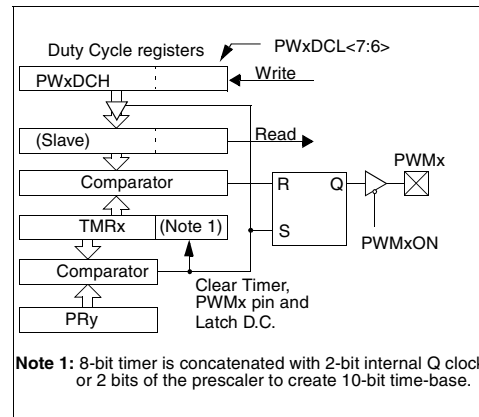 Duty Cycle registers
PWxDCL<7:6>
PWxDCH
Write
(Slave)
Read
Comparator
R
Q
PWMx
TMRx
(Note 1)
S
PWMxON
Comparator
Clear Timer,
PWMx pin and
Latch D.C.
PRy
Note 1: 8-bit timer is concatenated with 2-bit internal Q clock
or 2 bits of the prescaler to create 10-bit time-base.